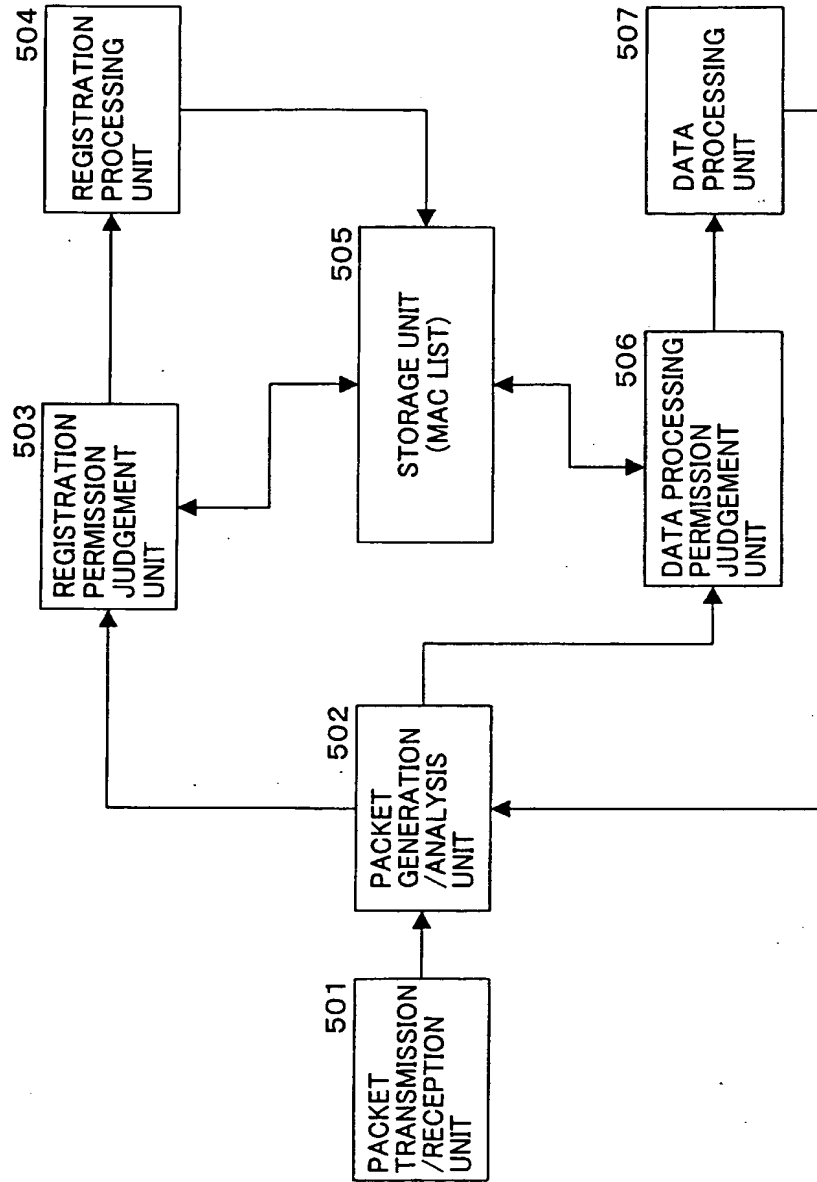 501
PACKET
TRANSMISSION
/RECEPTION
UNIT
502
PACKET
GENERATION
/ANALYSIS
UNIT
503
REGISTRATION
PERMISSION
JUDGEMENT
UNIT
504
REGISTRATION
PROCESSING
UNIT
505
STORAGE UNIT
(MAC LIST)
506
DATA PROCESSING
PERMISSION
JUDGEMENT
UNIT
507
DATA
PROCESSING
UNIT